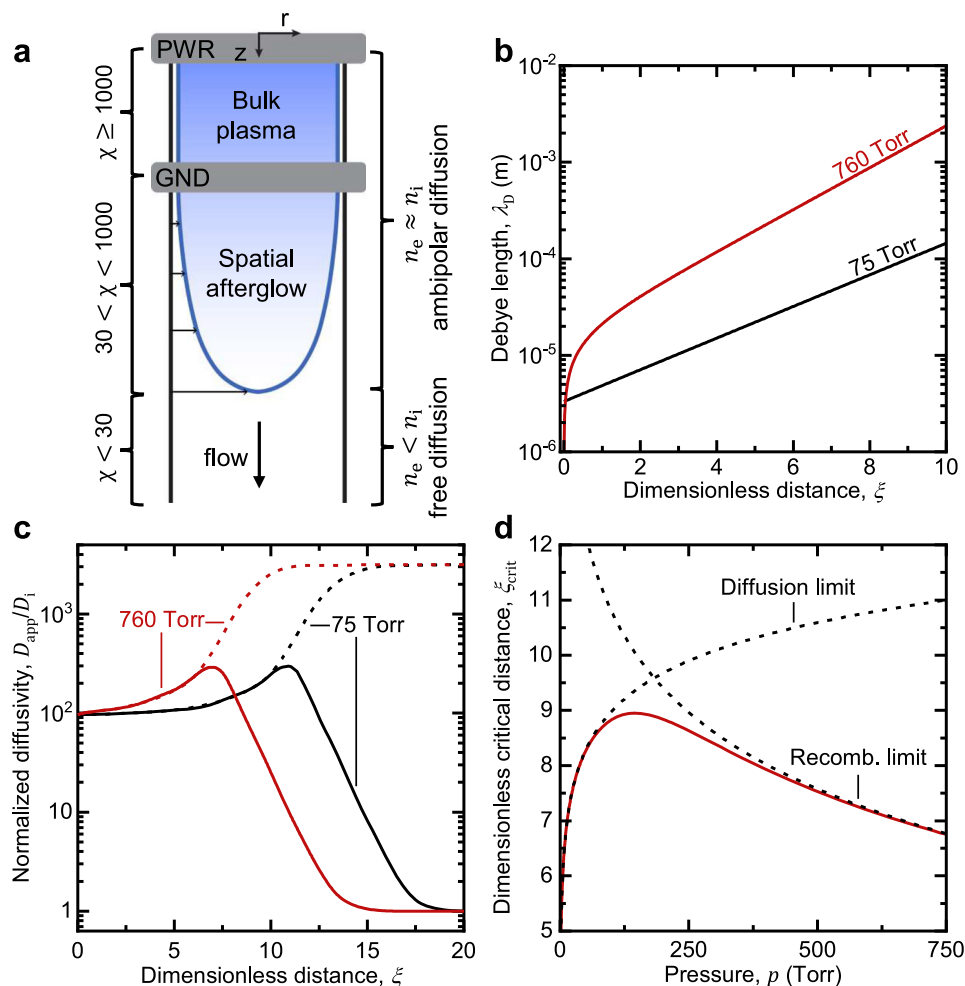 a
r
z
PWR
Bulk
plasma
GND
Spatial
afterglow
flow
χ ≥ 1000
30 < χ < 1000
χ < 30
nₑ ≈ nᵢ
ambipolar diffusion
nₑ < nᵢ
free diffusion
b
Debye length, λ_D (m)
10⁻²
10⁻³
10⁻⁴
10⁻⁵
10⁻⁶
760 Torr
75 Torr
0 2 4 6 8 10
Dimensionless distance, ξ
c
Normalized diffusivity, D_app/Dᵢ
10³
10²
10
1
760 Torr
75 Torr
0 5 10 15 20
Dimensionless distance, ξ
d
Dimensionless critical distance, ξ_crit
12
11
10
9
8
7
6
5
Diffusion limit
Recomb. limit
0 250 500 750
Pressure, p (Torr)